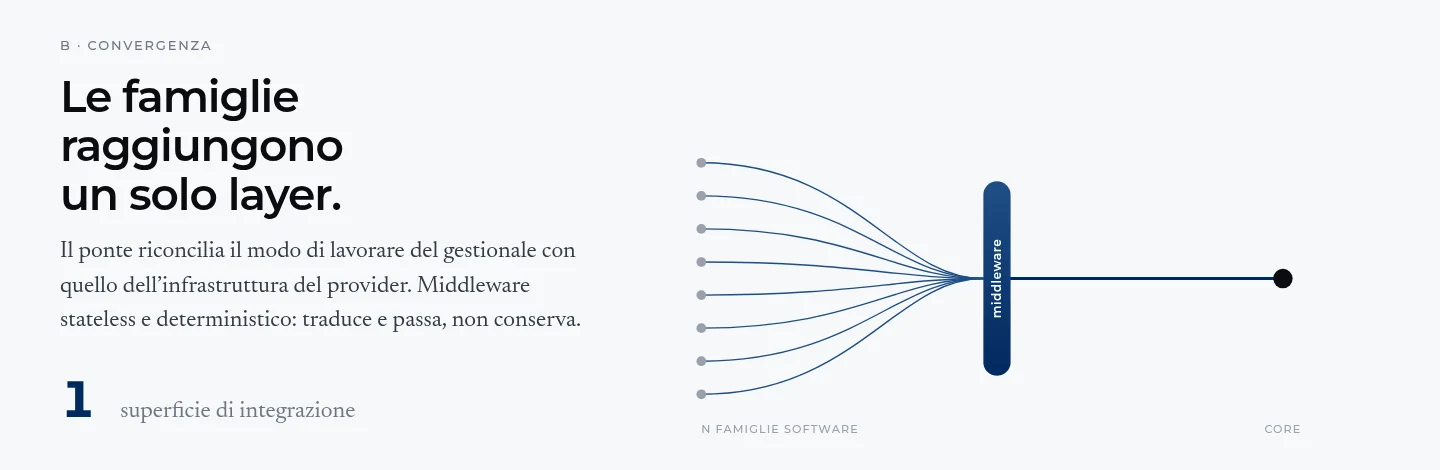 B · CONVERGENZA
Le famiglie
raggiungono
un solo layer.
Il ponte riconcilia il modo di lavorare del gestionale con
quello dell’infrastruttura del provider. Middleware
stateless e deterministico: traduce e passa, non conserva.
1 superficie di integrazione
middleware
N FAMIGLIE SOFTWARE
CORE